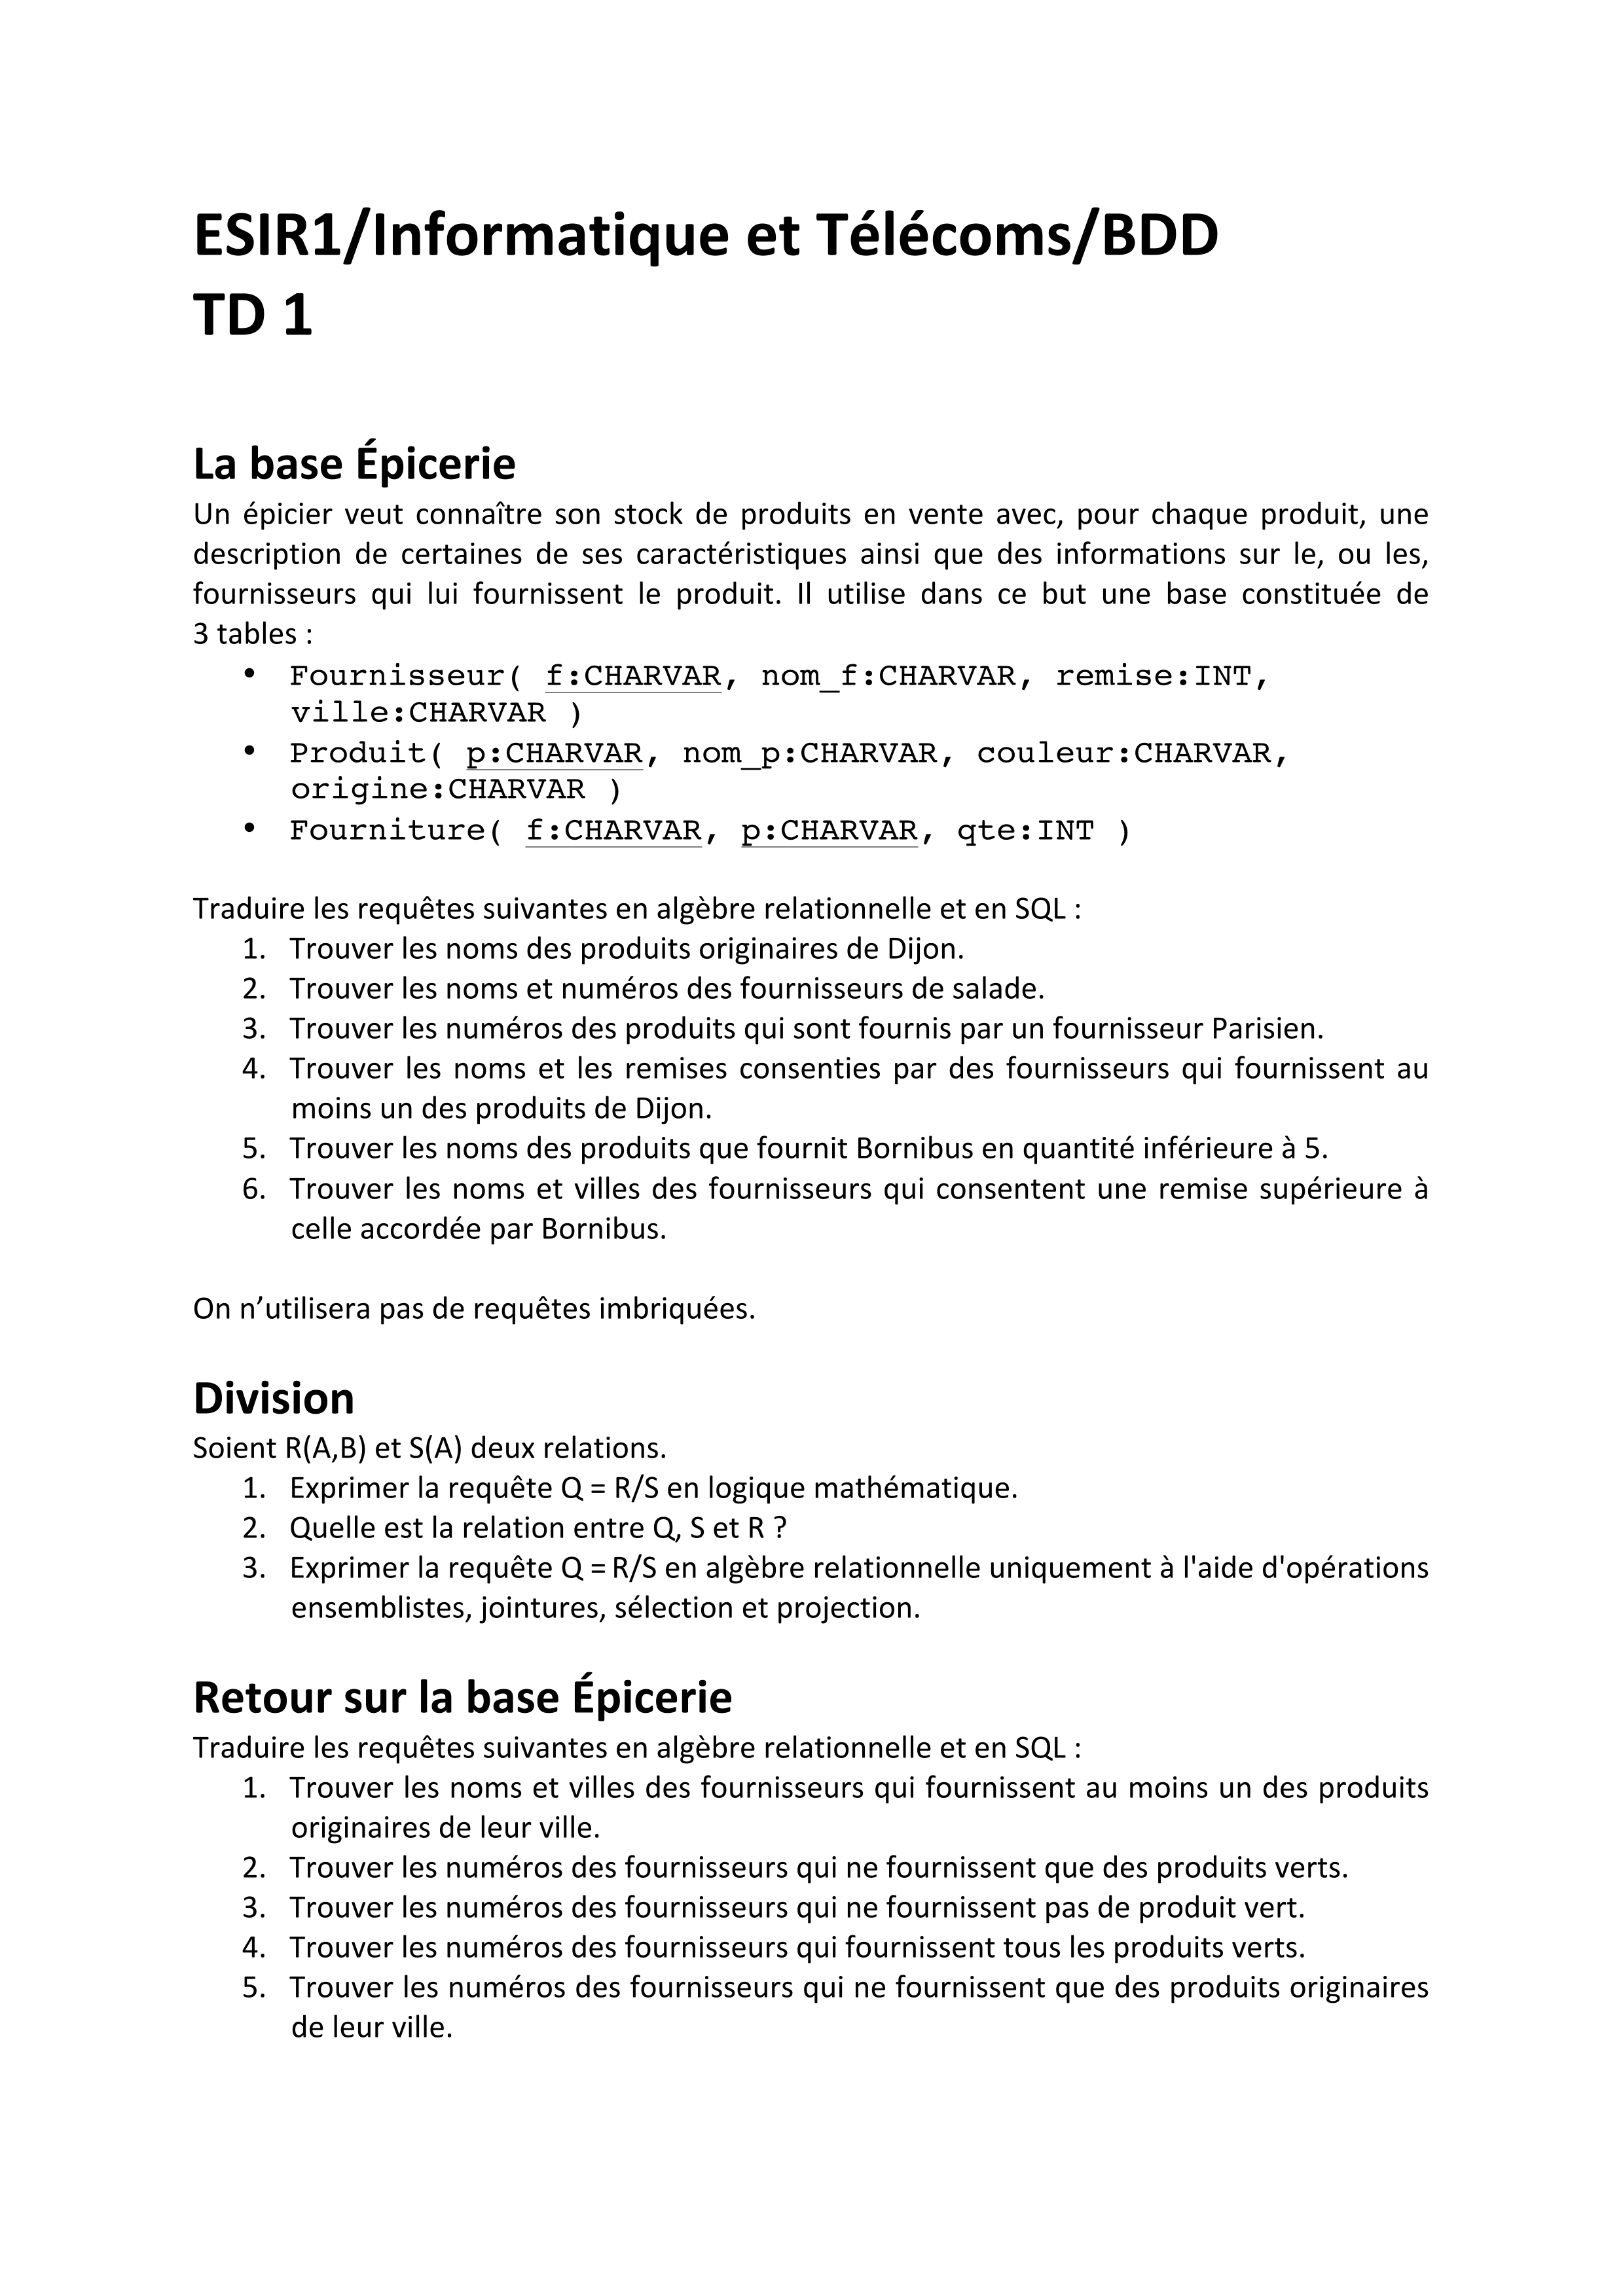 ESIR1/Informatique et Télécoms/BDD
TD 1
La base Épicerie
Un épicier veut connaître son stock de produits en vente avec, pour chaque produit, une
description de certaines de ses caractéristiques ainsi que des informations sur le, ou les,
fournisseurs qui lui fournissent le produit. Il utilise dans ce but une base constituée de
3 tables :
• Fournisseur( f:CHARVAR, nom_f:CHARVAR, remise:INT,
ville:CHARVAR )
• Produit( p:CHARVAR, nom_p:CHARVAR, couleur:CHARVAR,
origine:CHARVAR )
• Fourniture( f:CHARVAR, p:CHARVAR, qte:INT )
Traduire les requêtes suivantes en algèbre relationnelle et en SQL :
1. Trouver les noms des produits originaires de Dijon.
2. Trouver les noms et numéros des fournisseurs de salade.
3. Trouver les numéros des produits qui sont fournis par un fournisseur Parisien.
4. Trouver les noms et les remises consenties par des fournisseurs qui fournissent au
moins un des produits de Dijon.
5. Trouver les noms des produits que fournit Bornibus en quantité inférieure à 5.
6. Trouver les noms et villes des fournisseurs qui consentent une remise supérieure à
celle accordée par Bornibus.
On n’utilisera pas de requêtes imbriquées.
Division
Soient R(A,B) et S(A) deux relations.
1. Exprimer la requête Q = R/S en logique mathématique.
2. Quelle est la relation entre Q, S et R ?
3. Exprimer la requête Q = R/S en algèbre relationnelle uniquement à l'aide d'opérations
ensemblistes, jointures, sélection et projection.
Retour sur la base Épicerie
Traduire les requêtes suivantes en algèbre relationnelle et en SQL :
1. Trouver les noms et villes des fournisseurs qui fournissent au moins un des produits
originaires de leur ville.
2. Trouver les numéros des fournisseurs qui ne fournissent que des produits verts.
3. Trouver les numéros des fournisseurs qui ne fournissent pas de produit vert.
4. Trouver les numéros des fournisseurs qui fournissent tous les produits verts.
5. Trouver les numéros des fournisseurs qui ne fournissent que des produits originaires
de leur ville.